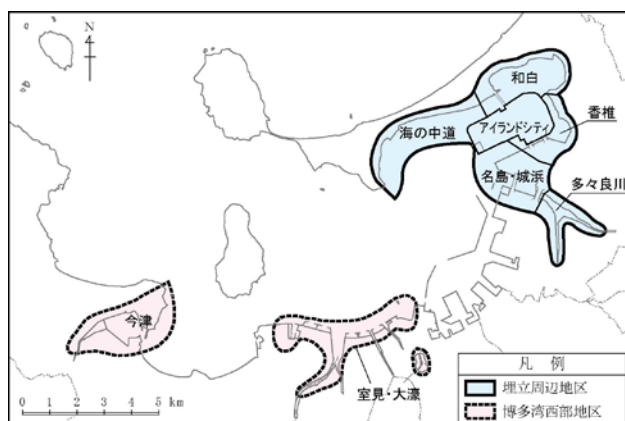 N
4
和白
香椎
海の中道
アイランドシティ
名島・城浜
多々良川
今津
室見・大濠
凡 例
埋立周辺地区
博多湾西部地区
0 1 2 3 4 5 km